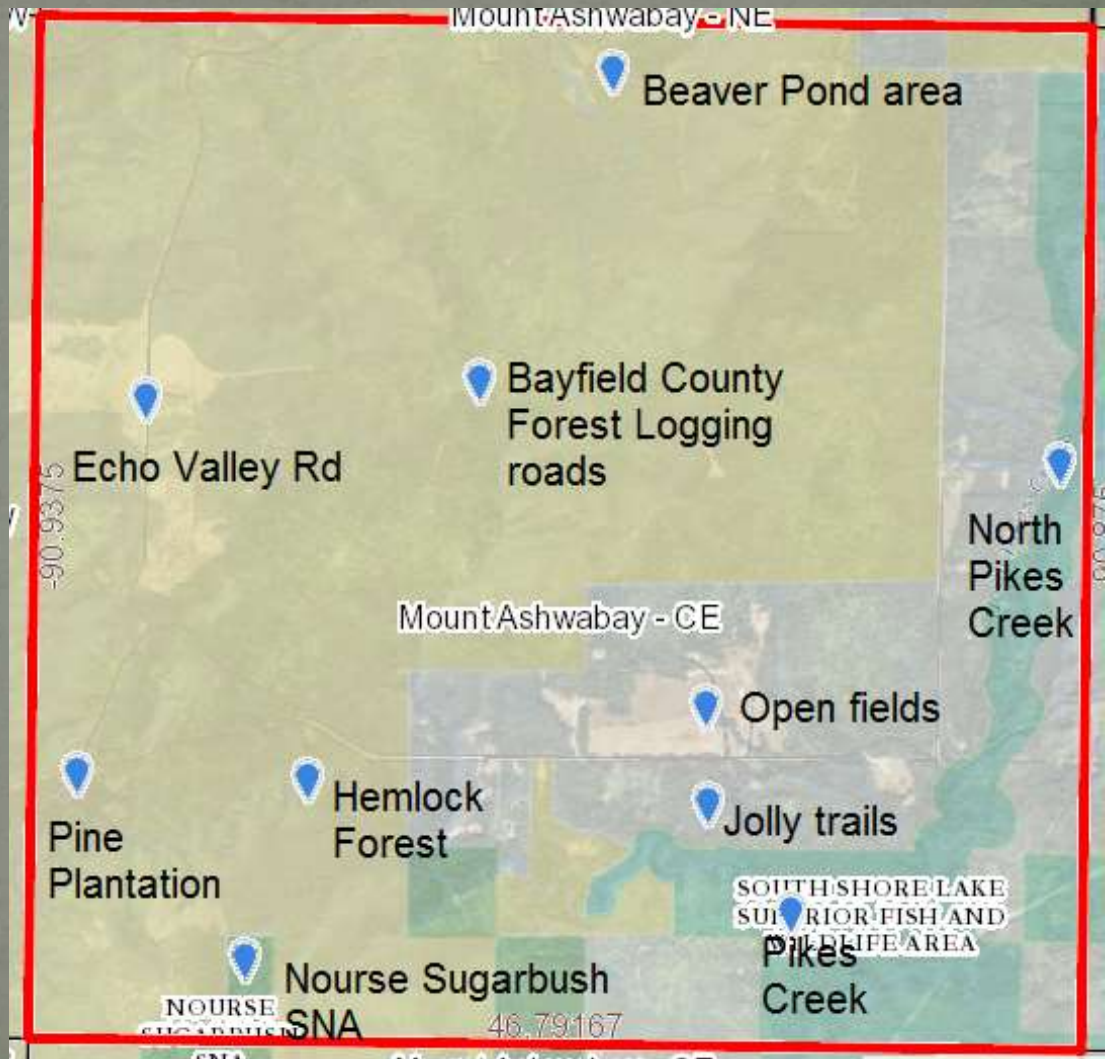 Mount Ashwabay - NE
Beaver Pond area
Bayfield County
Forest Logging
roads
Echo Valley Rd
-90.9375
North
Pikes
Creek
Mount Ashwabay - CE
Open fields
Hemlock
Forest
Jolly trails
Pine
Plantation
SOUTH SHORE LAKE
SUPERIOR FISH AND
WILDLIFE AREA
Pikes
Creek
Nourse Sugarbush
SNA
NOURSE
SUGARBUSH
SNA
46.79167